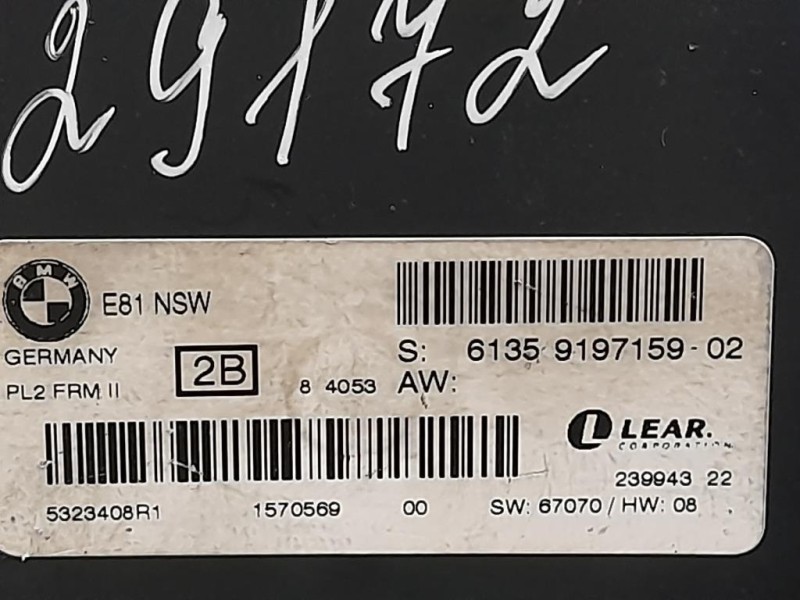 29172
BMW
E81 NSW
GERMANY
PL2 FRM II
2B
8 4053
S: 6135 9197159-02
AW:
LEAR.
CORPORATION
239943 22
5323408R1 1570569 00 SW: 67070 / HW: 08